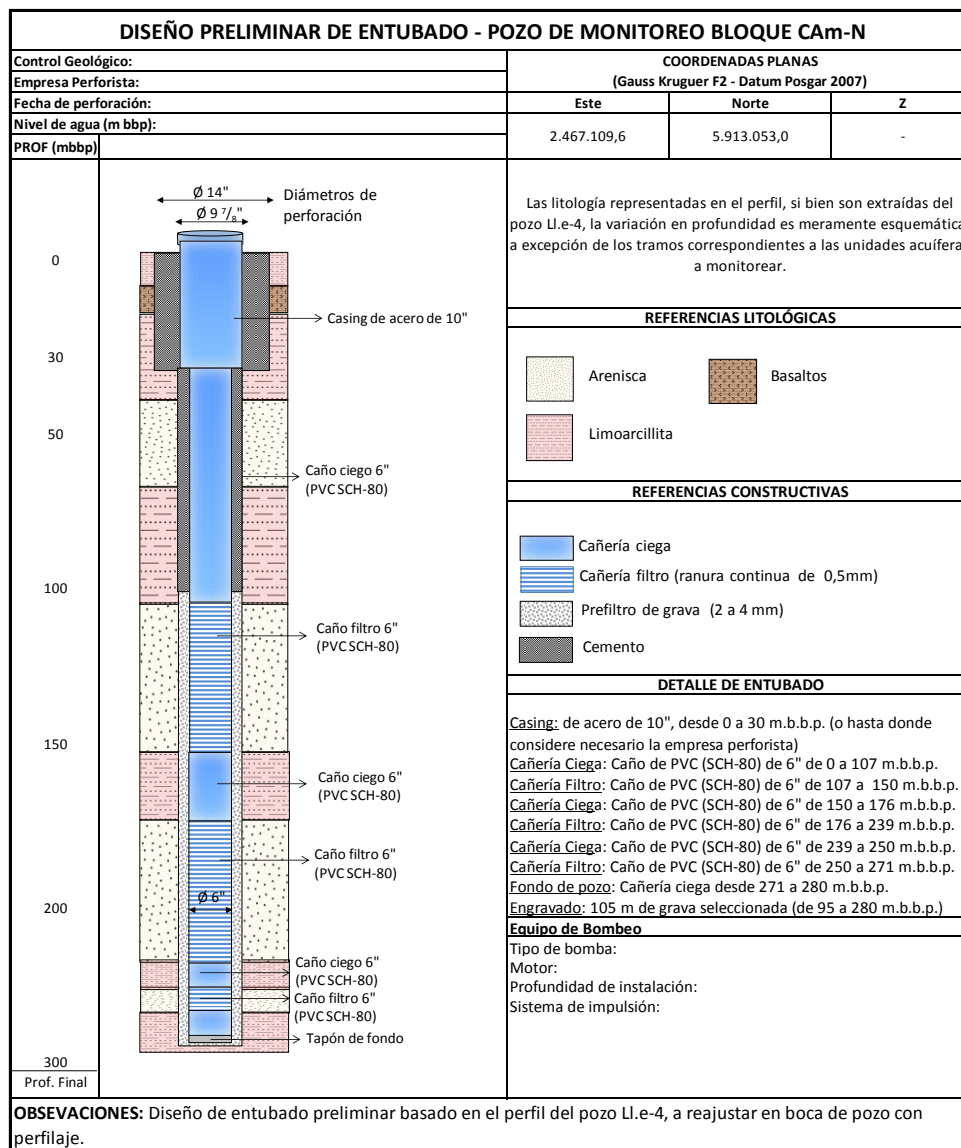 DISEÑO PRELIMINAR DE ENTUBADO - POZO DE MONITOREO BLOQUE CAm-N
Control Geológico:
Empresa Perforista:
Fecha de perforación:
Nivel de agua (m bbp):
PROF (mbbp)
COORDENADAS PLANAS
(Gauss Kruguer F2 - Datum Posgar 2007)
Este Norte Z
2.467.109,6 5.913.053,0 -
0
30
50
100
150
200
300
Prof. Final
Ø 14"
Ø 9 7/8"
Diámetros de
perforación
Casing de acero de 10"
Caño ciego 6"
(PVC SCH-80)
Caño filtro 6"
(PVC SCH-80)
Caño ciego 6"
(PVC SCH-80)
Caño filtro 6"
(PVC SCH-80)
Ø 6"
Caño ciego 6"
(PVC SCH-80)
Caño filtro 6"
(PVC SCH-80)
Tapón de fondo
Las litología representadas en el perfil, si bien son extraídas del
pozo Ll.e-4, la variación en profundidad es meramente esquemática
a excepción de los tramos correspondientes a las unidades acuífera
a monitorear.
REFERENCIAS LITOLÓGICAS
Arenisca
Basaltos
Limoarcillita
REFERENCIAS CONSTRUCTIVAS
Cañería ciega
Cañería filtro (ranura continua de 0,5mm)
Prefiltro de grava (2 a 4 mm)
Cemento
DETALLE DE ENTUBADO
Casing: de acero de 10", desde 0 a 30 m.b.b.p. (o hasta donde
considere necesario la empresa perforista)
Cañería Ciega: Caño de PVC (SCH-80) de 6" de 0 a 107 m.b.b.p.
Cañería Filtro: Caño de PVC (SCH-80) de 6" de 107 a 150 m.b.b.p.
Cañería Ciega: Caño de PVC (SCH-80) de 6" de 150 a 176 m.b.b.p.
Cañería Filtro: Caño de PVC (SCH-80) de 6" de 176 a 239 m.b.b.p.
Cañería Ciega: Caño de PVC (SCH-80) de 6" de 239 a 250 m.b.b.p.
Cañería Filtro: Caño de PVC (SCH-80) de 6" de 250 a 271 m.b.b.p.
Fondo de pozo: Cañería ciega desde 271 a 280 m.b.b.p.
Engravado: 105 m de grava seleccionada (de 95 a 280 m.b.b.p.)
Equipo de Bombeo
Tipo de bomba:
Motor:
Profundidad de instalación:
Sistema de impulsión:
OBSEVACIONES: Diseño de entubado preliminar basado en el perfil del pozo Ll.e-4, a reajustar en boca de pozo con
perfilaje.